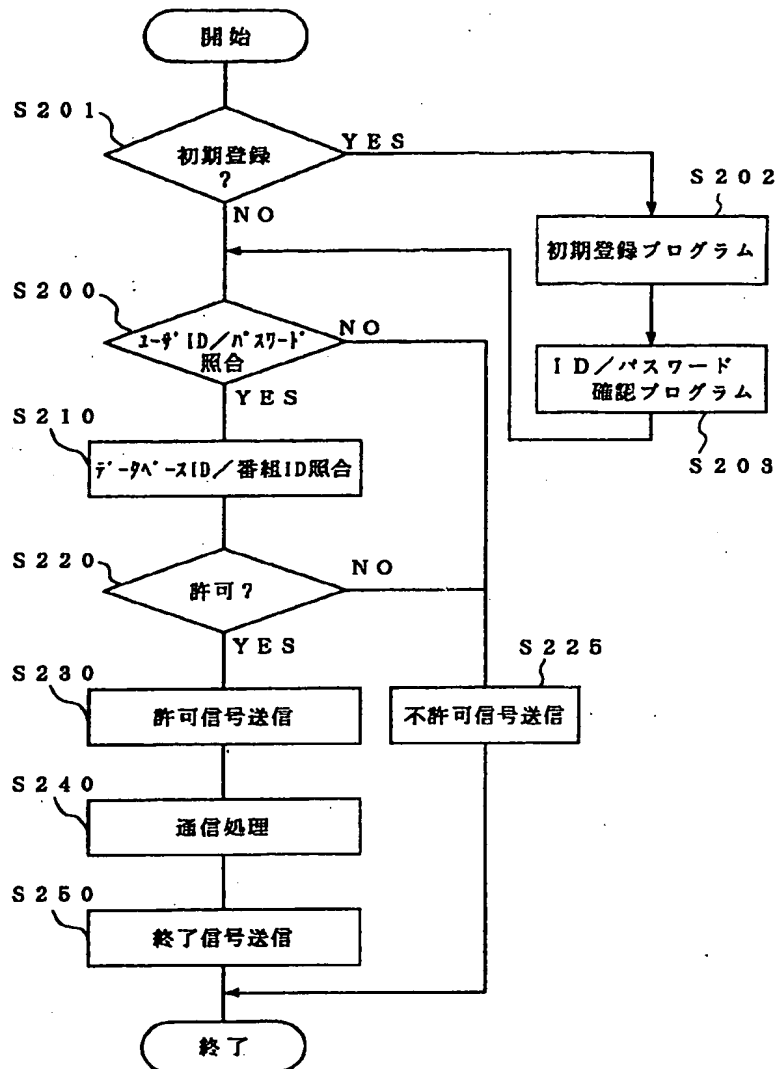 開始
S201
初期登録
?
YES
NO
S202
初期登録プログラム
S200
ユーザID/パスワード
照合
NO
YES
ID/パスワード
確認プログラム
S203
S210
データベースID/番組ID照合
S220
許可?
NO
YES
S225
S230
許可信号送信
不許可信号送信
S240
通信処理
S250
終了信号送信
終了